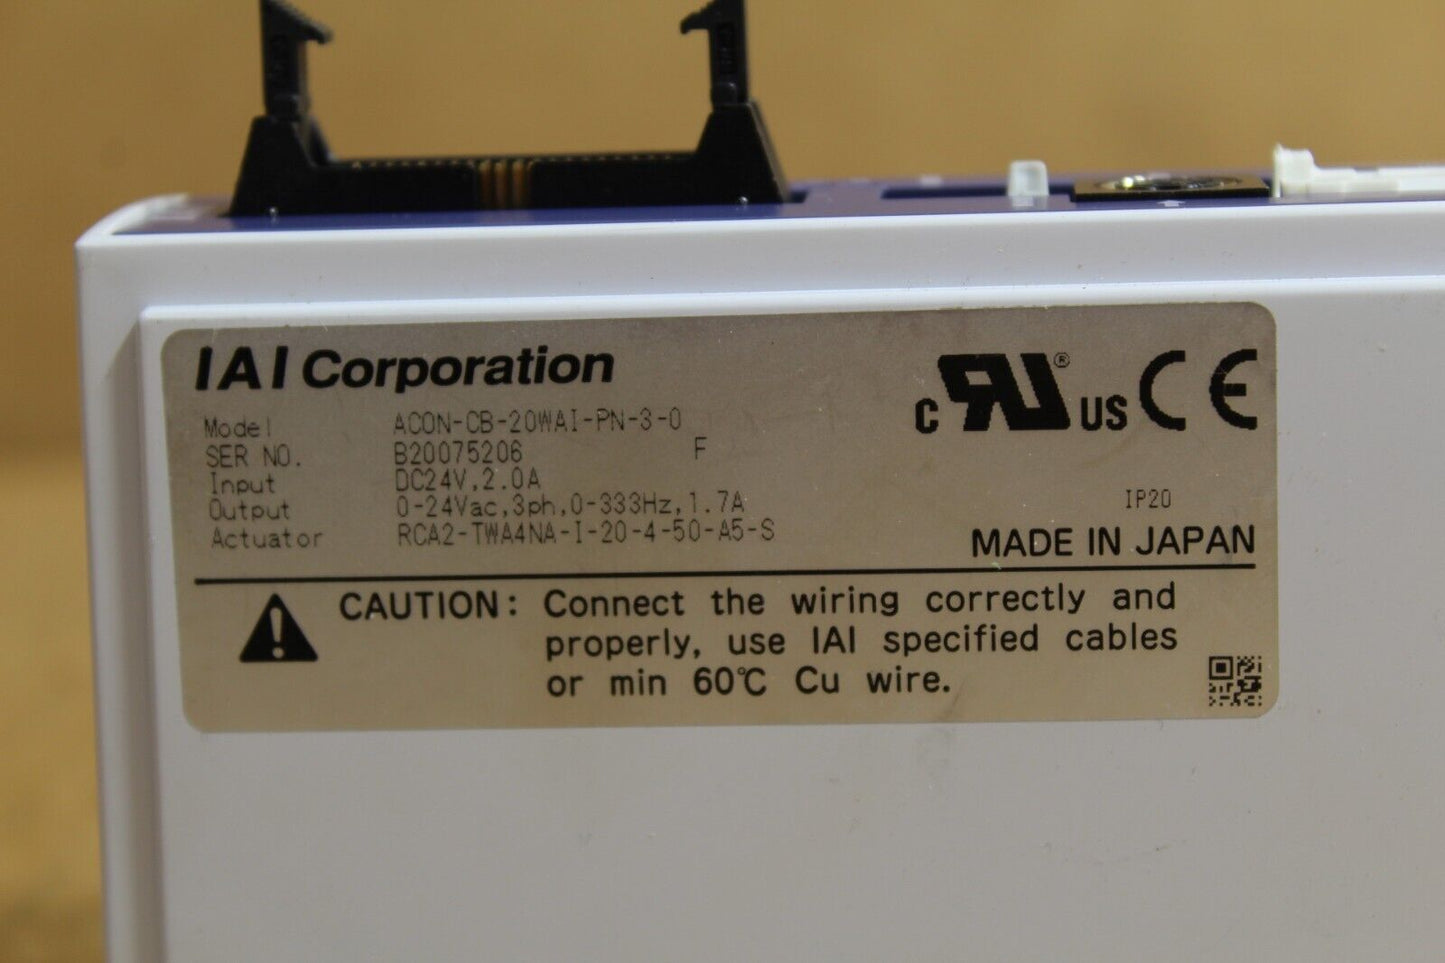 IAI Corporation
Model ACON-CB-20WAI-PN-3-0
SER NO. B20075206 F
Input DC24V,2.0A
Output 0-24Vac,3ph,0-333Hz,1.7A
Actuator RCA2-TWA4NA-I-20-4-50-A5-S
c RU ® US CE
IP20
MADE IN JAPAN
CAUTION: Connect the wiring correctly and
properly, use IAI specified cables
or min 60℃ Cu wire.